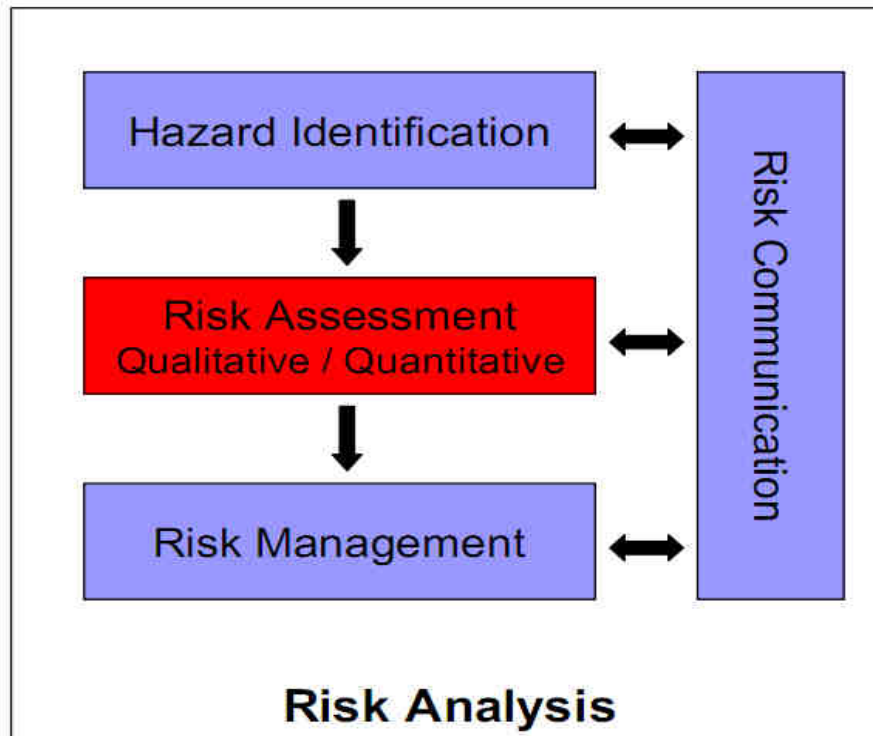 Hazard Identification
Risk Assessment
Qualitative / Quantitative
Risk Management
Risk Communication
Risk Analysis